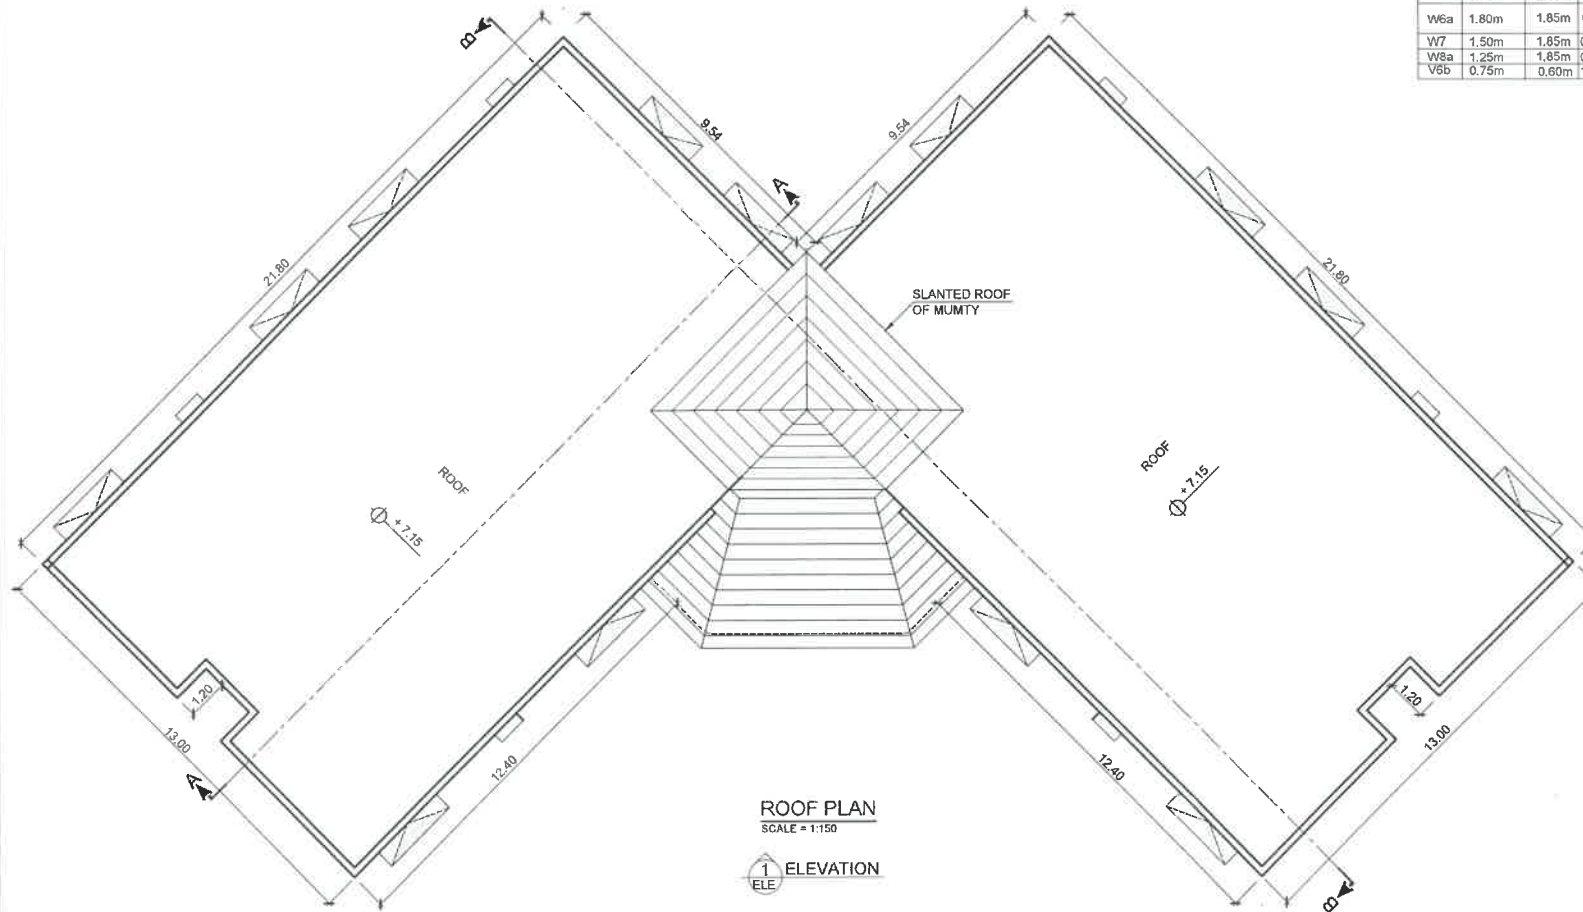 W6a 1.80m 1.85m
W7 1.50m 1.85m
W8a 1.25m 1.85m
V6b 0.75m 0.60m
B
9.54
9.54
A
21.80
21.80
SLANTED ROOF
OF MUMTY
ROOF
+7.15
ROOF
+7.15
1.20
1.20
13.00
13.00
A
12.40
12.40
ROOF PLAN
SCALE = 1:150
1 ELEVATION
ELE
B